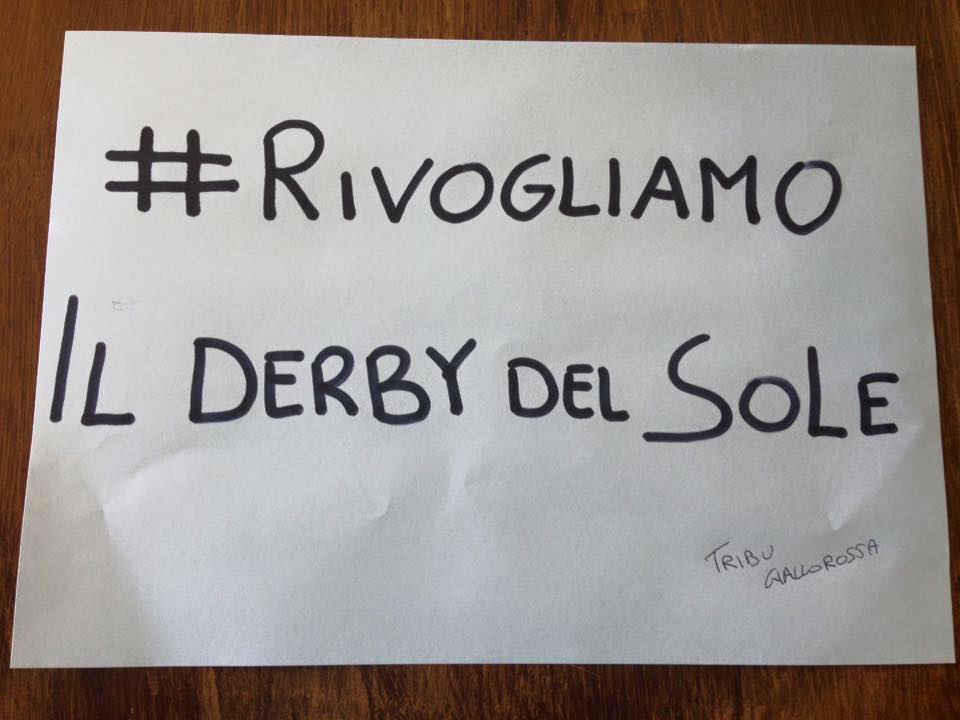 #RIVOGLIAMO
IL DERBY DEL SOLE
TRIBU
GIALLOROSSA